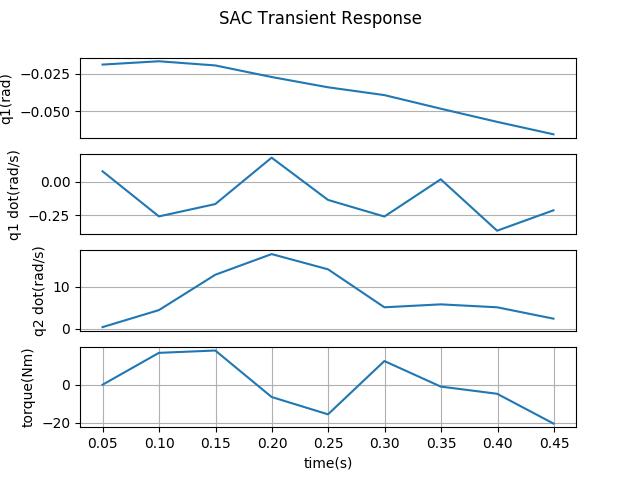 SAC Transient Response
q1(rad)
−0.025
−0.050
q1 dot(rad/s)
0.00
−0.25
q2 dot(rad/s)
10
0
torque(Nm)
0
−20
0.05 0.10 0.15 0.20 0.25 0.30 0.35 0.40 0.45
time(s)